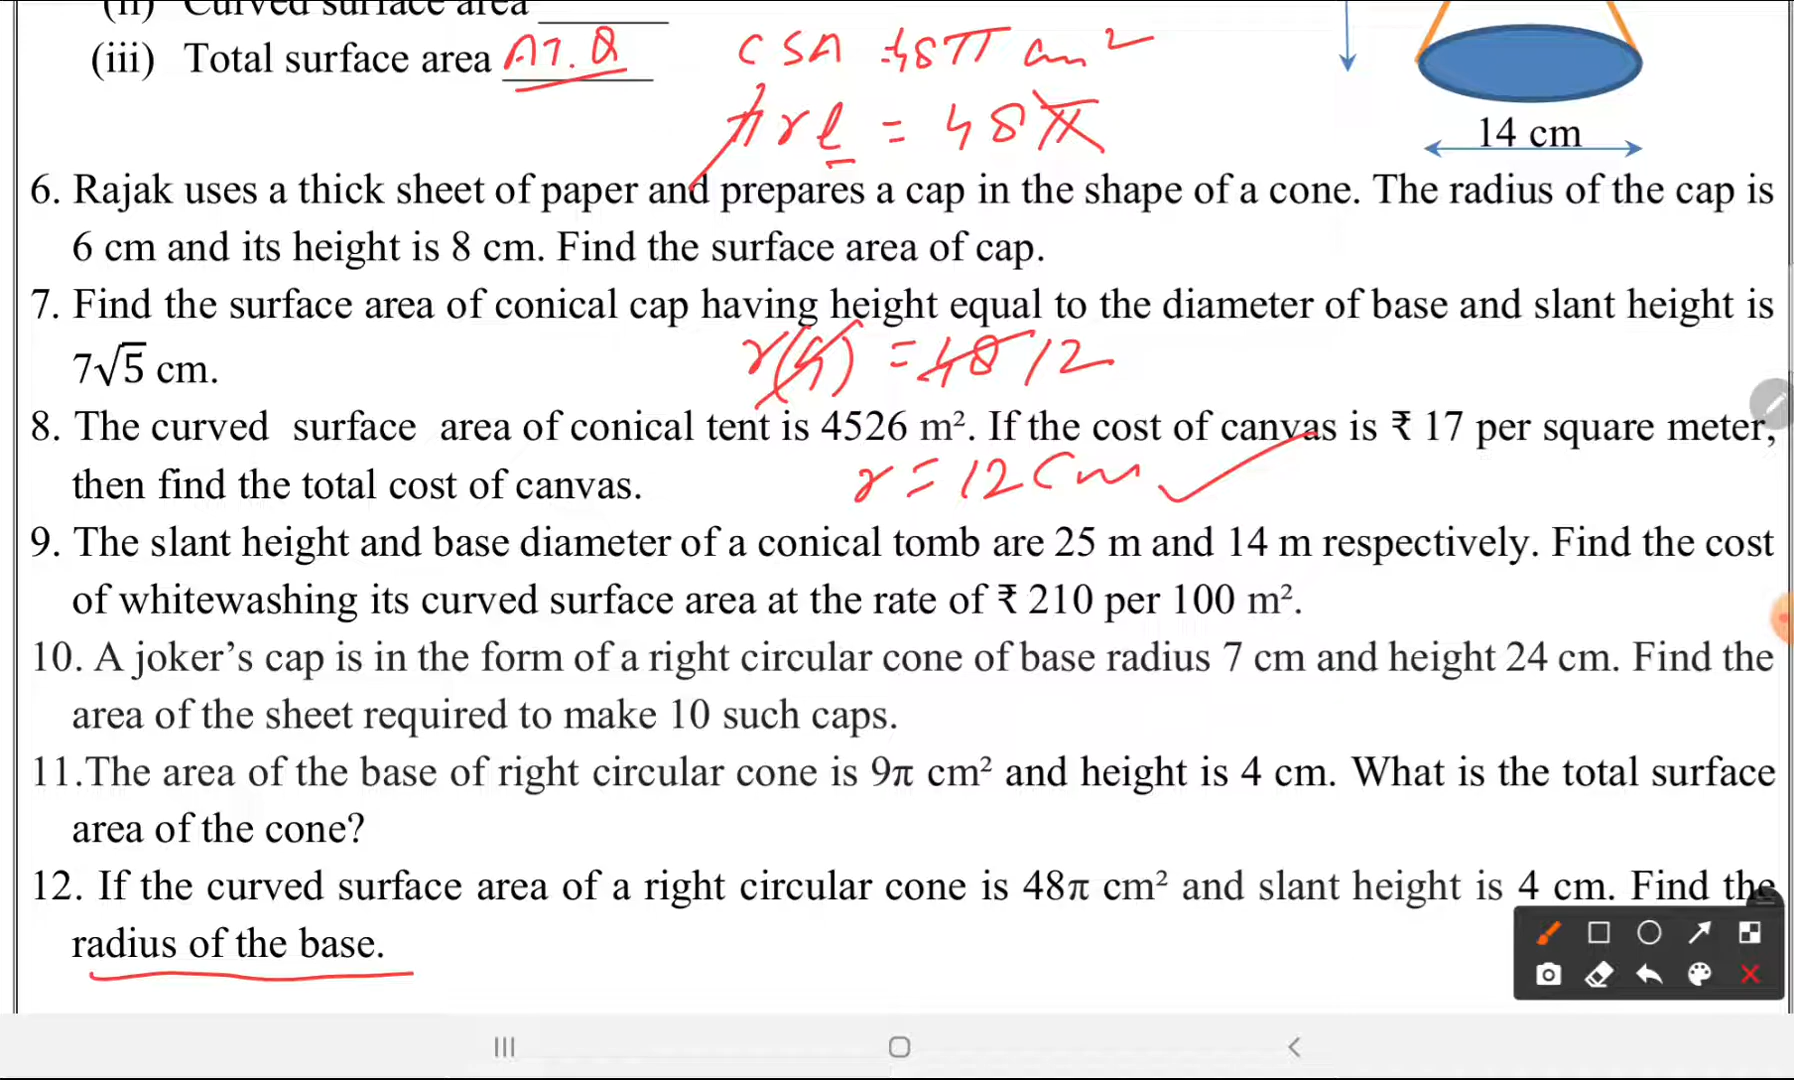 (ii) Curved surface area ________
(iii) Total surface area A T. Q
CSA = 48π cm²
πrl = 48π
14 cm
6. Rajak uses a thick sheet of paper and prepares a cap in the shape of a cone. The radius of the cap is
6 cm and its height is 8 cm. Find the surface area of cap.
7. Find the surface area of conical cap having height equal to the diameter of base and slant height is
7√5 cm.
r(4) = 48 12
8. The curved surface area of conical tent is 4526 m². If the cost of canvas is ₹ 17 per square meter,
then find the total cost of canvas.
r = 12 cm
9. The slant height and base diameter of a conical tomb are 25 m and 14 m respectively. Find the cost
of whitewashing its curved surface area at the rate of ₹ 210 per 100 m².
10. A joker’s cap is in the form of a right circular cone of base radius 7 cm and height 24 cm. Find the
area of the sheet required to make 10 such caps.
11.The area of the base of right circular cone is 9π cm² and height is 4 cm. What is the total surface
area of the cone?
12. If the curved surface area of a right circular cone is 48π cm² and slant height is 4 cm. Find the
radius of the base.